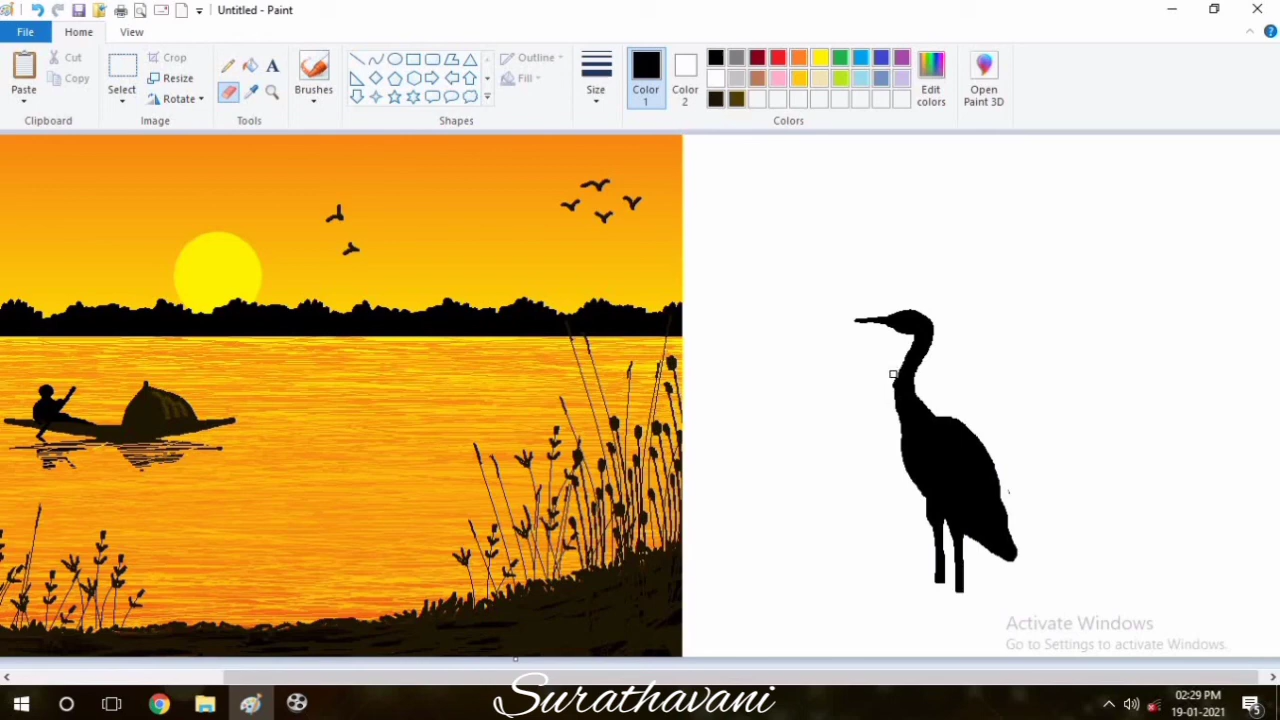 Untitled - Paint
File
Home
View
Paste
Cut
Copy
Clipboard
Select
Crop
Resize
Rotate
Image
A
Tools
Brushes
Shapes
Outline
Fill
Size
Color 1
Color 2
Colors
Edit colors
Open Paint 3D
Activate Windows
Go to Settings to activate Windows.
Surathavani
02:29 PM
19-01-2021
5